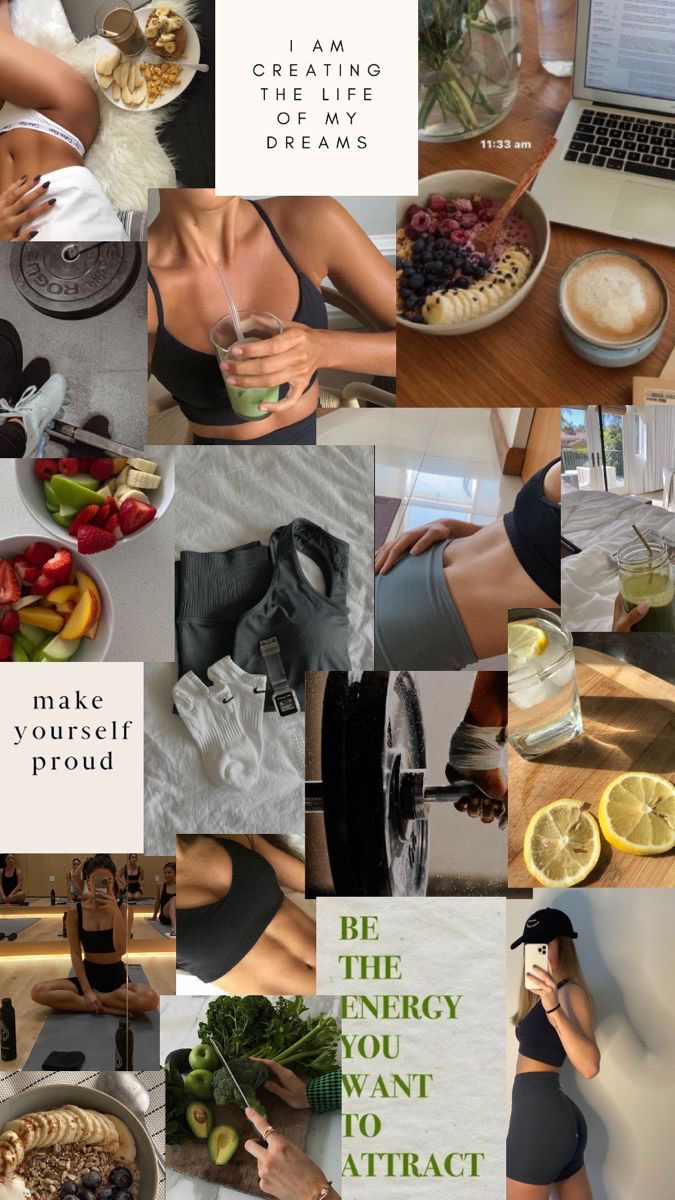 I AM
CREATING
THE LIFE
OF MY
DREAMS
11:33 am
ROGUE
make
yourself
proud
BE
THE
ENERGY
YOU
WANT
TO
ATTRACT